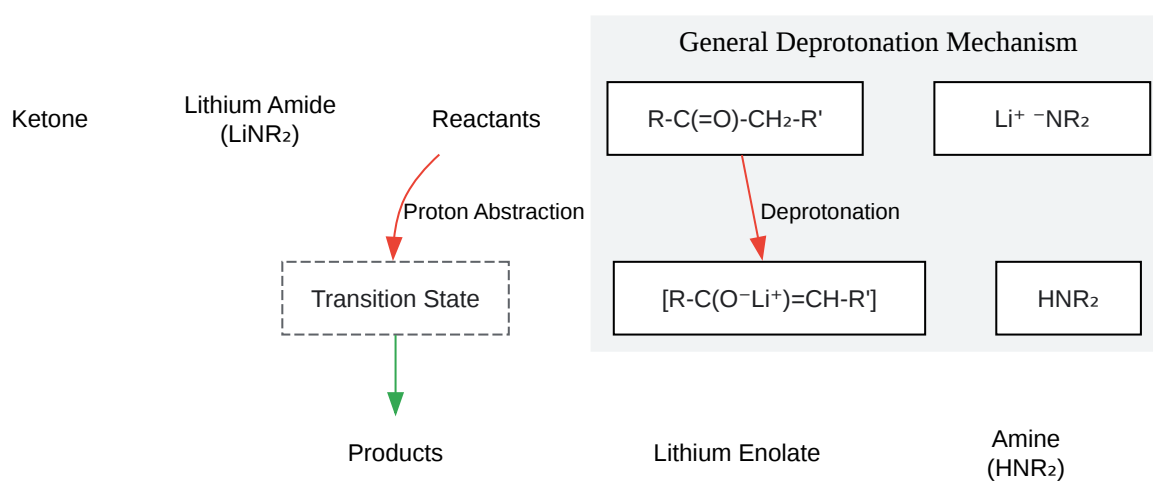 General Deprotonation Mechanism
Ketone
Lithium Amide
(LiNR₂)
Reactants
R-C(=O)-CH₂-R'
Li⁺ ⁻NR₂
Proton Abstraction
Deprotonation
Transition State
[R-C(O⁻Li⁺)=CH-R']
HNR₂
Products
Lithium Enolate
Amine
(HNR₂)